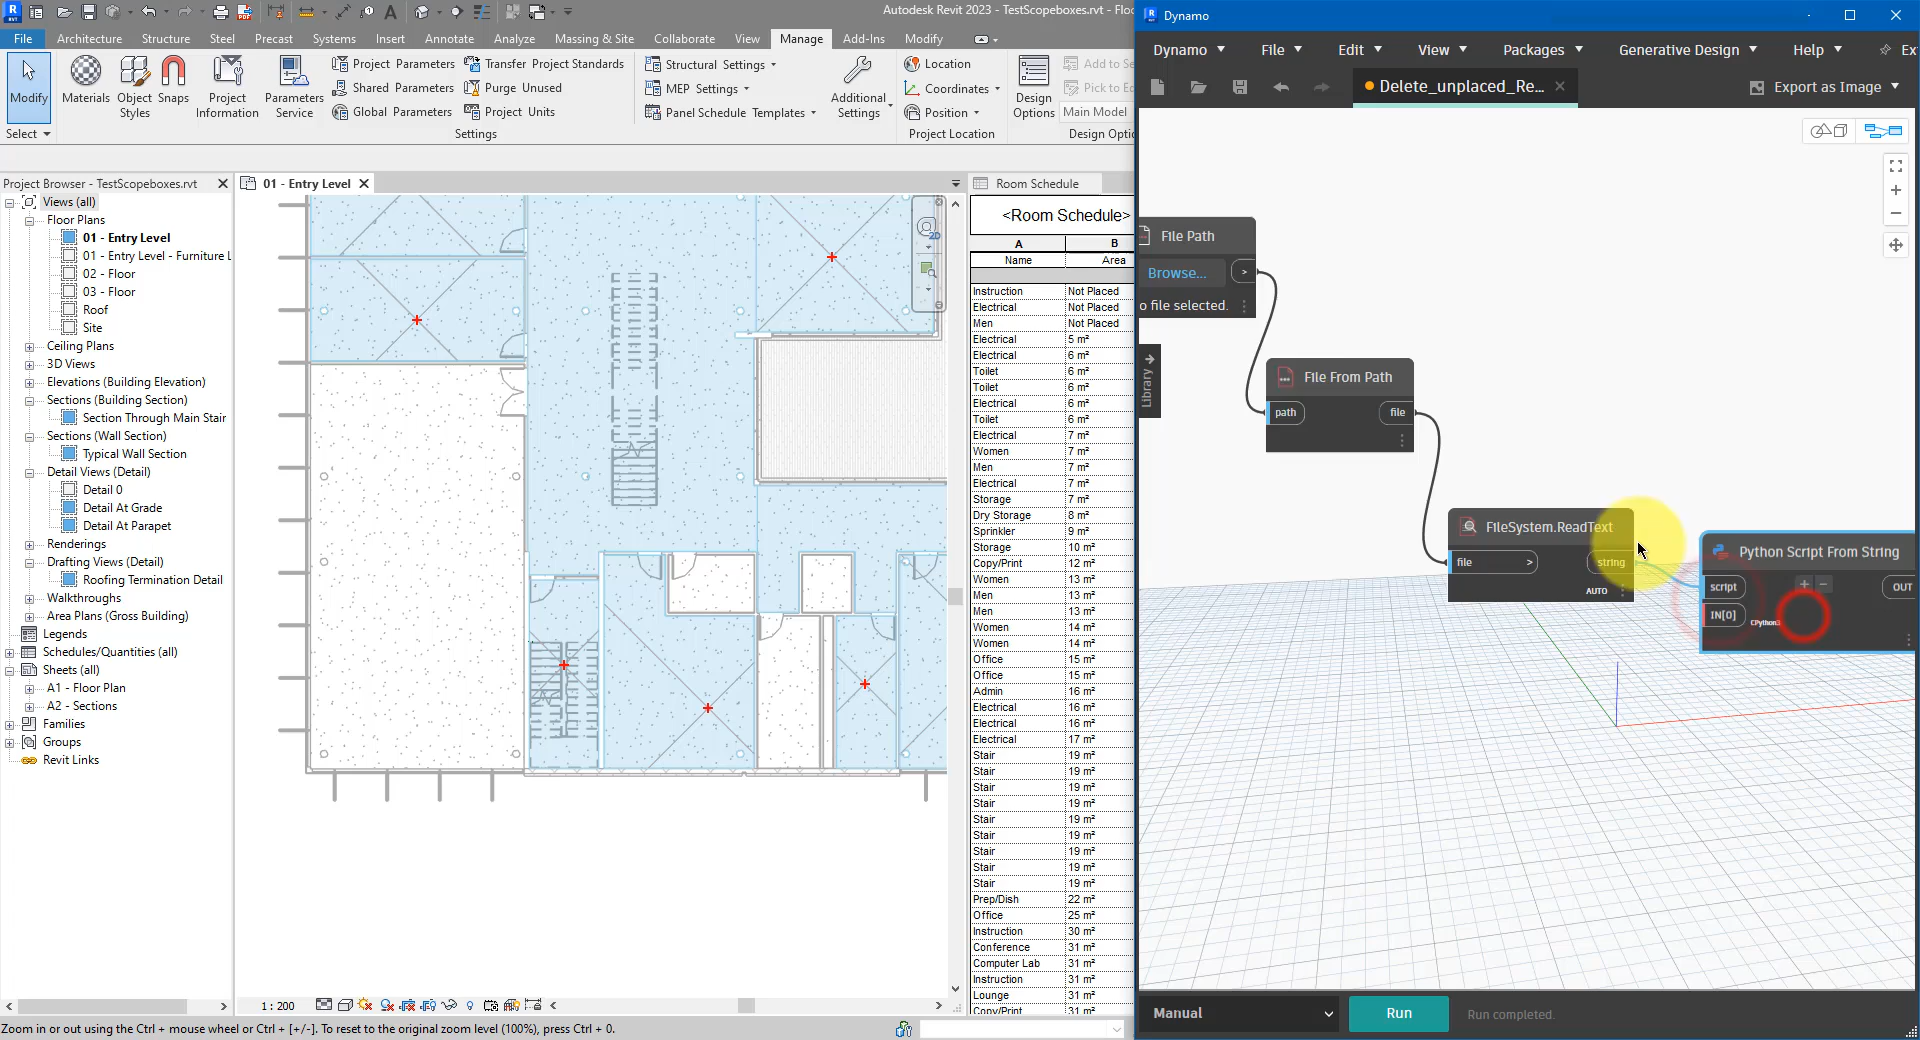 Autodesk Revit 2023 - TestScopeboxes.rvt - Floo
Dynamo
File Architecture Structure Steel Precast Systems Insert Annotate Analyze Massing & Site Collaborate View Manage Add-Ins Modify
Dynamo File Edit View Packages Generative Design Help Ex
Modify
Materials
Object Styles
Snaps
Project Information
Parameters Service
Project Parameters
Shared Parameters
Global Parameters
Transfer Project Standards
Purge Unused
Project Units
Structural Settings
MEP Settings
Panel Schedule Templates
Additional Settings
Location
Coordinates
Position
Design Options
Add to Se
Pick to Ed
Main Model
Select
Settings
Project Location
Design Optic
Delete_unplaced_Re...
Export as Image
Project Browser - TestScopeboxes.rvt
01 - Entry Level
Room Schedule
Views (all)
Floor Plans
01 - Entry Level
01 - Entry Level - Furniture L
02 - Floor
03 - Floor
Roof
Site
Ceiling Plans
3D Views
Elevations (Building Elevation)
Sections (Building Section)
Section Through Main Stair
Sections (Wall Section)
Typical Wall Section
Detail Views (Detail)
Detail 0
Detail At Grade
Detail At Parapet
Renderings
Drafting Views (Detail)
Roofing Termination Detail
Walkthroughs
Area Plans (Gross Building)
Legends
Schedules/Quantities (all)
Sheets (all)
A1 - Floor Plan
A2 - Sections
Families
Groups
Revit Links
2D
<Room Schedule>
A B
Name Area
Instruction Not Placed
Electrical Not Placed
Men Not Placed
Electrical 5 m²
Electrical 6 m²
Toilet 6 m²
Toilet 6 m²
Electrical 6 m²
Toilet 6 m²
Electrical 7 m²
Women 7 m²
Men 7 m²
Electrical 7 m²
Storage 7 m²
Dry Storage 8 m²
Sprinkler 9 m²
Storage 10 m²
Copy/Print 12 m²
Women 13 m²
Men 13 m²
Men 13 m²
Women 14 m²
Women 14 m²
Office 15 m²
Office 15 m²
Admin 16 m²
Electrical 16 m²
Electrical 16 m²
Electrical 17 m²
Stair 19 m²
Stair 19 m²
Stair 19 m²
Stair 19 m²
Stair 19 m²
Stair 19 m²
Stair 19 m²
Stair 19 m²
Stair 19 m²
Prep/Dish 22 m²
Office 25 m²
Instruction 30 m²
Conference 31 m²
Computer Lab 31 m²
Instruction 31 m²
Lounge 31 m²
Copy/Print 31 m²
File Path
Browse... >
o file selected.
Library
File From Path
path file
FileSystem.ReadText
file > string
AUTO
Python Script From String
script + − OUT
IN[0] CPython3
1 : 200
Manual Run Run completed.
Zoom in or out using the Ctrl + mouse wheel or Ctrl + [+/-]. To reset to the original zoom level (100%), press Ctrl + 0.